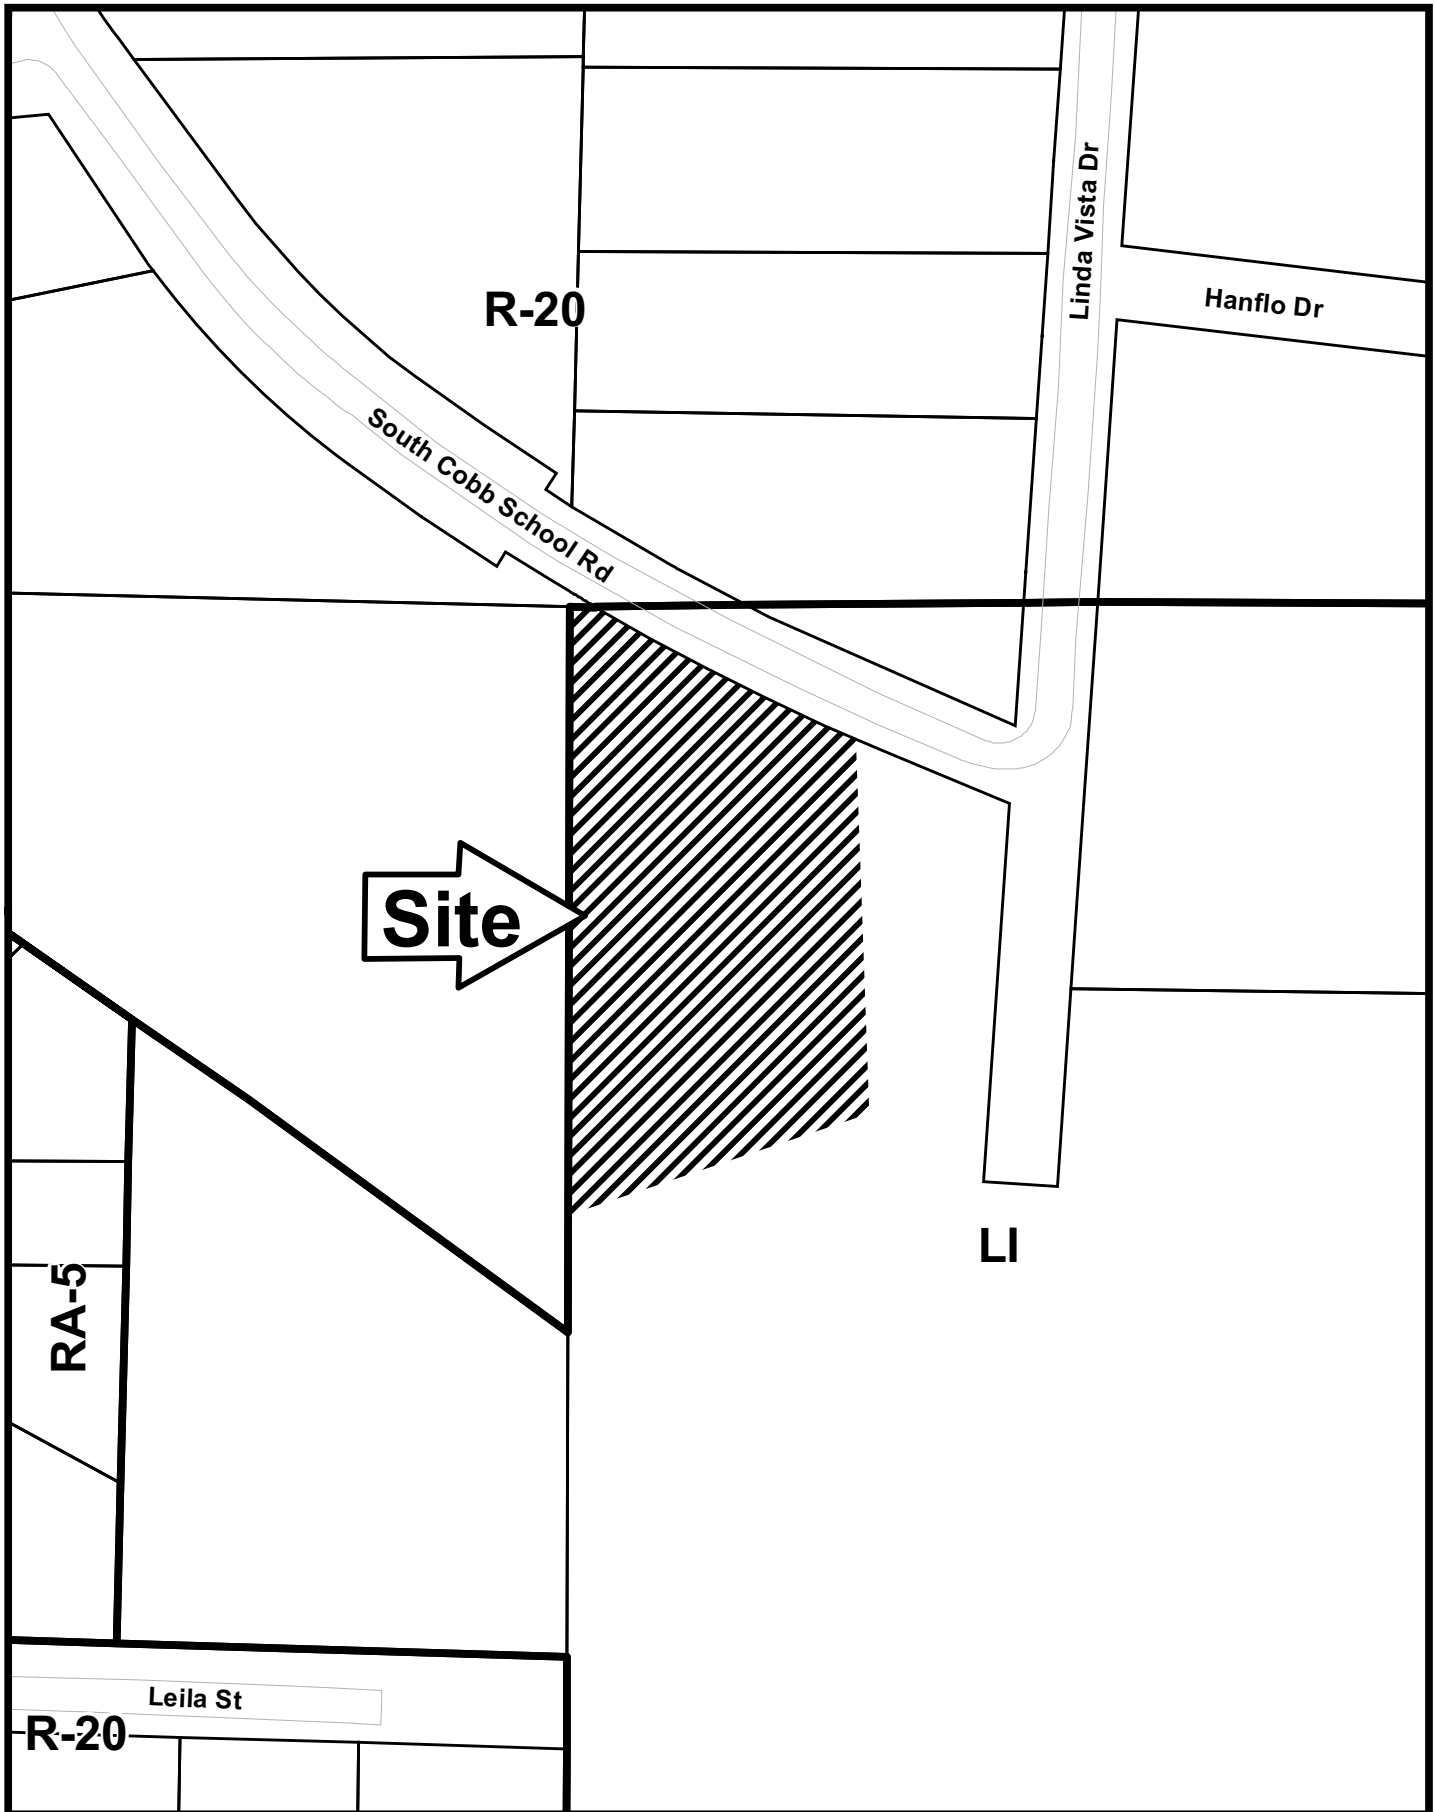 Linda Vista Dr
Hanflo Dr
R-20
South Cobb School Rd
Site
LI
RA-5
Leila St
R-20